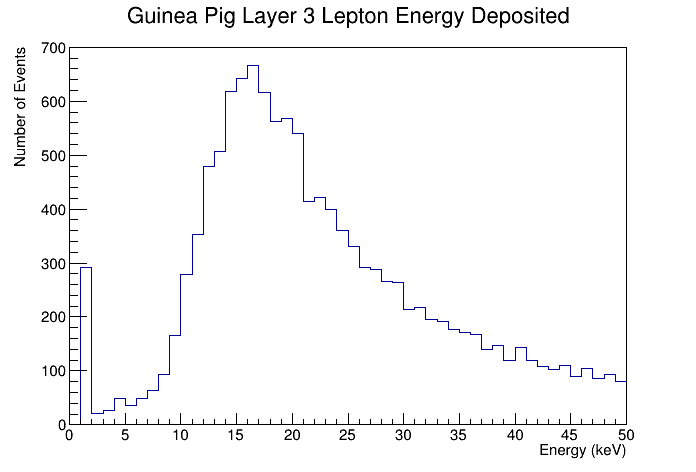 Guinea Pig Layer 3 Lepton Energy Deposited
Number of Events
700
600
500
400
300
200
100
0
0 5 10 15 20 25 30 35 40 45 50
Energy (keV)